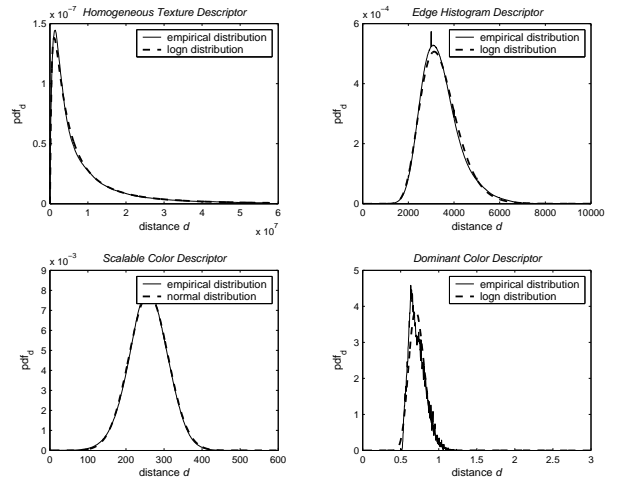 Homogeneous Texture Descriptor
x 10⁻⁷
1.5
1
0.5
0
pdf_d
empirical distribution
logn distribution
0 1 2 3 4 5 6
distance d
x 10⁷
Edge Histogram Descriptor
x 10⁻⁴
6
4
2
0
pdf_d
empirical distribution
logn distribution
0 2000 4000 6000 8000 10000
distance d
Scalable Color Descriptor
x 10⁻³
9
8
7
6
5
4
3
2
1
0
pdf_d
empirical distribution
normal distribution
0 100 200 300 400 500 600
distance d
Dominant Color Descriptor
5
4
3
2
1
0
pdf_d
empirical distribution
logn distribution
0 0.5 1 1.5 2 2.5 3
distance d